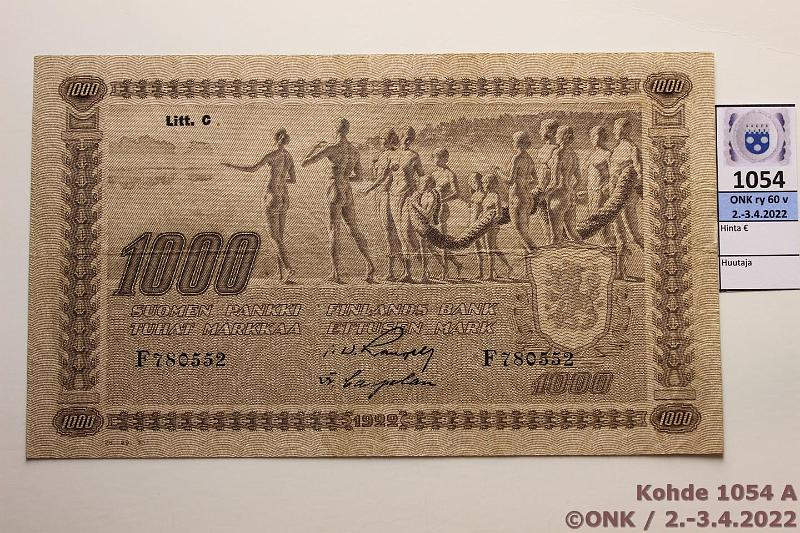 1000
1000
Litt. C
1000
SUOMEN PANKKI FINLANDS BANK
TUHAT MARKKAA ETTUSEN MARK
F780552
F780552
1000
1922
1000
1000
1054
ONK ry 60 v
2.-3.4.2022
Hinta €
Huutaja
Kohde 1054 A
©ONK / 2.-3.4.2022